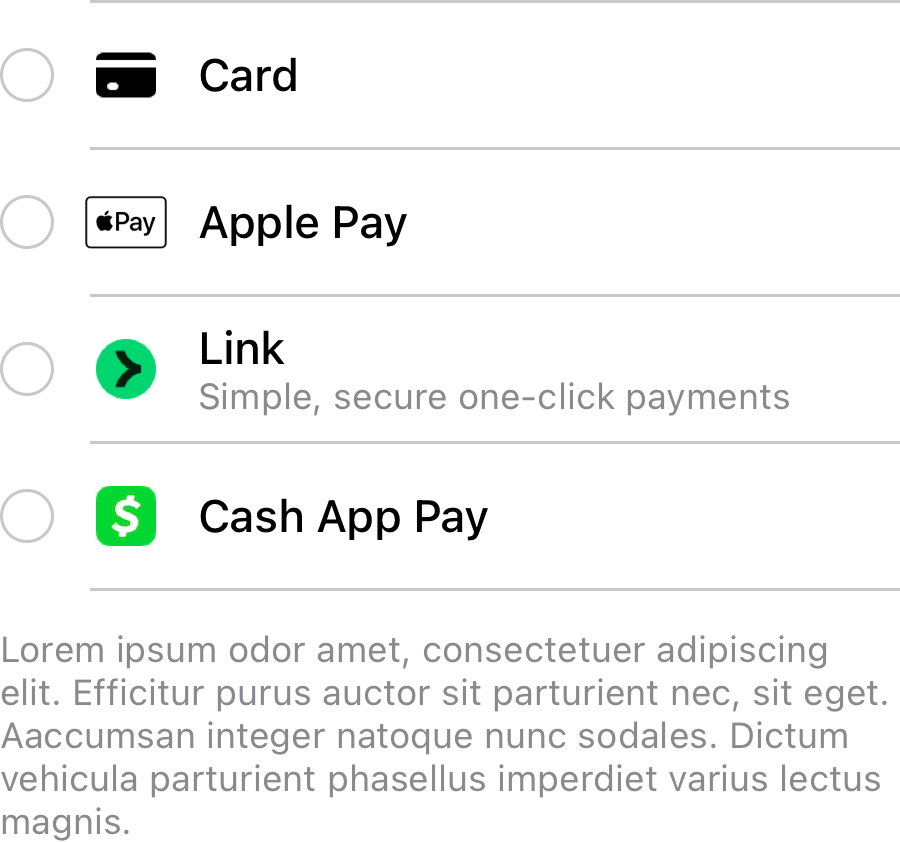 Card
Pay
Apple Pay
Link
Simple, secure one-click payments
$
Cash App Pay
Lorem ipsum odor amet, consectetuer adipiscing
elit. Efficitur purus auctor sit parturient nec, sit eget.
Aaccumsan integer natoque nunc sodales. Dictum
vehicula parturient phasellus imperdiet varius lectus
magnis.